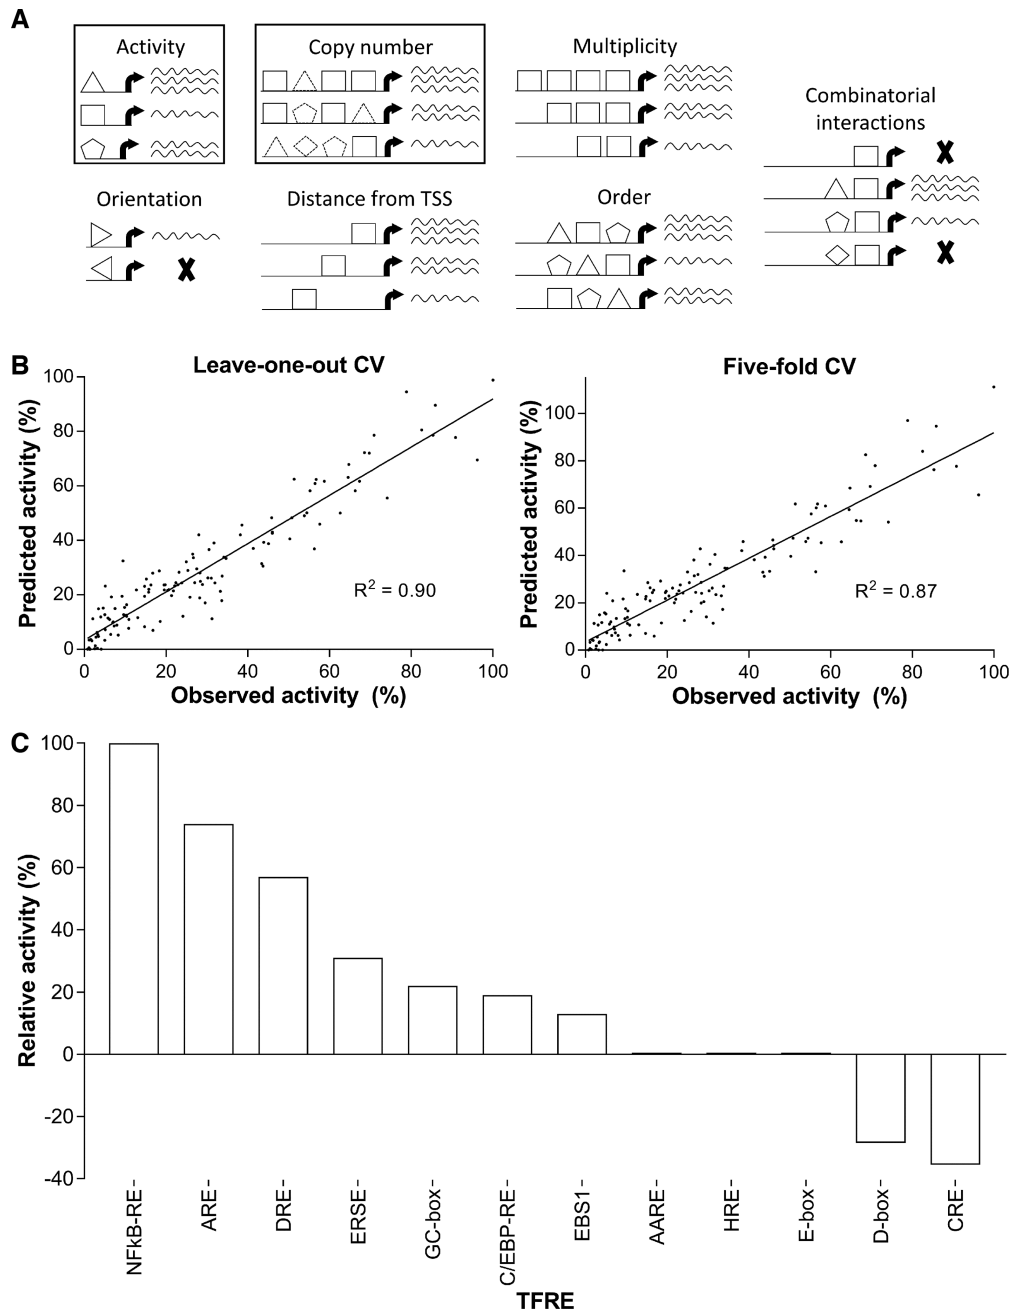 A
Activity
Copy number
Multiplicity
Combinatorial
interactions
Orientation
Distance from TSS
Order
B
Leave-one-out CV
Predicted activity (%)
100
80
60
40
20
0
R² = 0.90
0 20 40 60 80 100
Observed activity (%)
Five-fold CV
Predicted activity (%)
100
80
60
40
20
0
R² = 0.87
0 20 40 60 80 100
Observed activity (%)
C
Relative activity (%)
100
80
60
40
20
0
-20
-40
NFkB-RE
ARE
DRE
ERSE
GC-box
C/EBP-RE
EBS1
AARE
HRE
E-box
D-box
CRE
TFRE